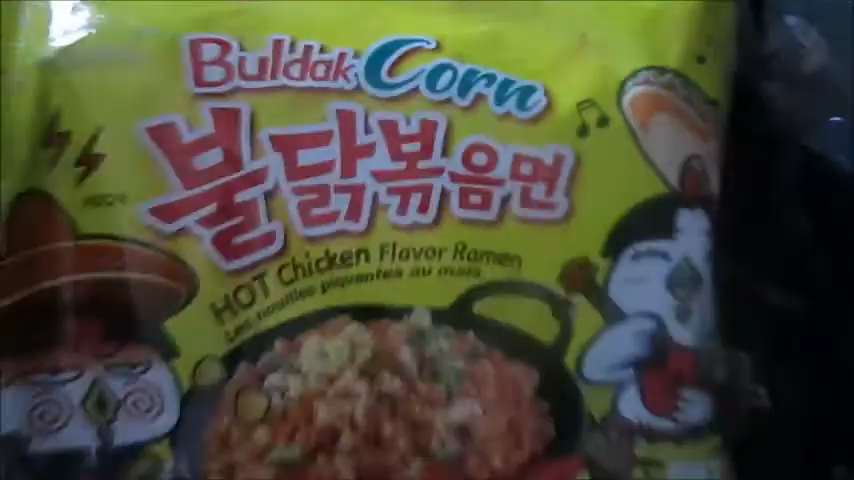 Buldak Corn
불닭볶음면
HOT Chicken Flavor Ramen
Les nouilles piquantes au maïs